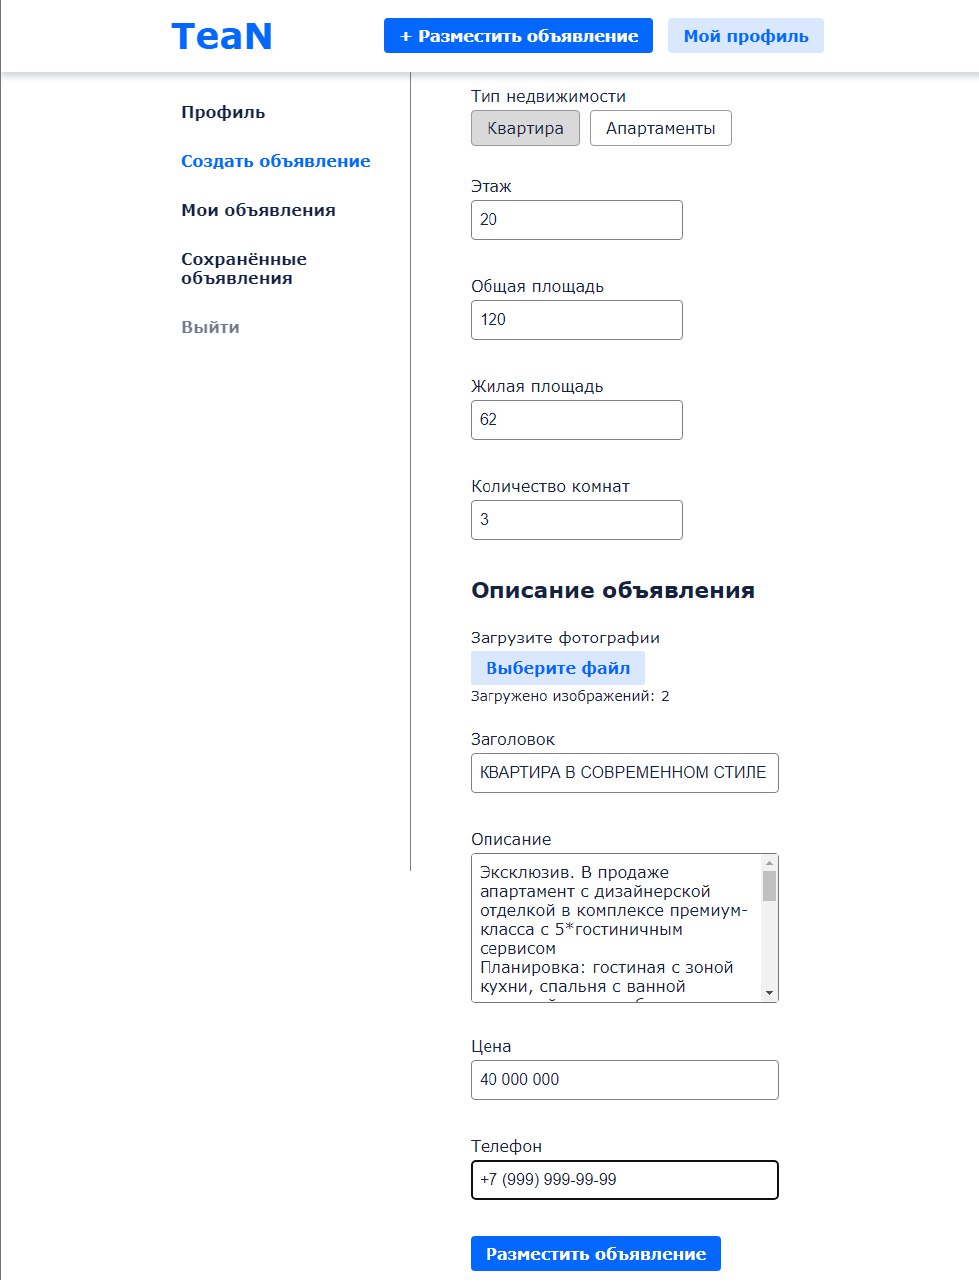 TeaN
+ Разместить объявление
Мой профиль
Профиль
Создать объявление
Мои объявления
Сохранённые
объявления
Выйти
Тип недвижимости
Квартира
Апартаменты
Этаж
20
Общая площадь
120
Жилая площадь
62
Количество комнат
3
Описание объявления
Загрузите фотографии
Выберите файл
Загружено изображений: 2
Заголовок
КВАРТИРА В СОВРЕМЕННОМ СТИЛЕ
Описание
Эксклюзив. В продаже
апартамент с дизайнерской
отделкой в комплексе премиум-
класса с 5*гостиничным
сервисом
Планировка: гостиная с зоной
кухни, спальня с ванной
Цена
40 000 000
Телефон
+7 (999) 999-99-99
Разместить объявление